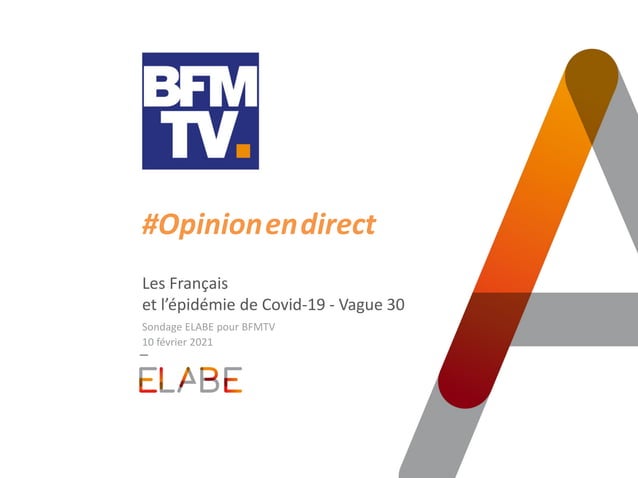 BFM
TV.
#Opinionendirect
Les Français
et l’épidémie de Covid-19 - Vague 30
Sondage ELABE pour BFMTV
10 février 2021
ELABE